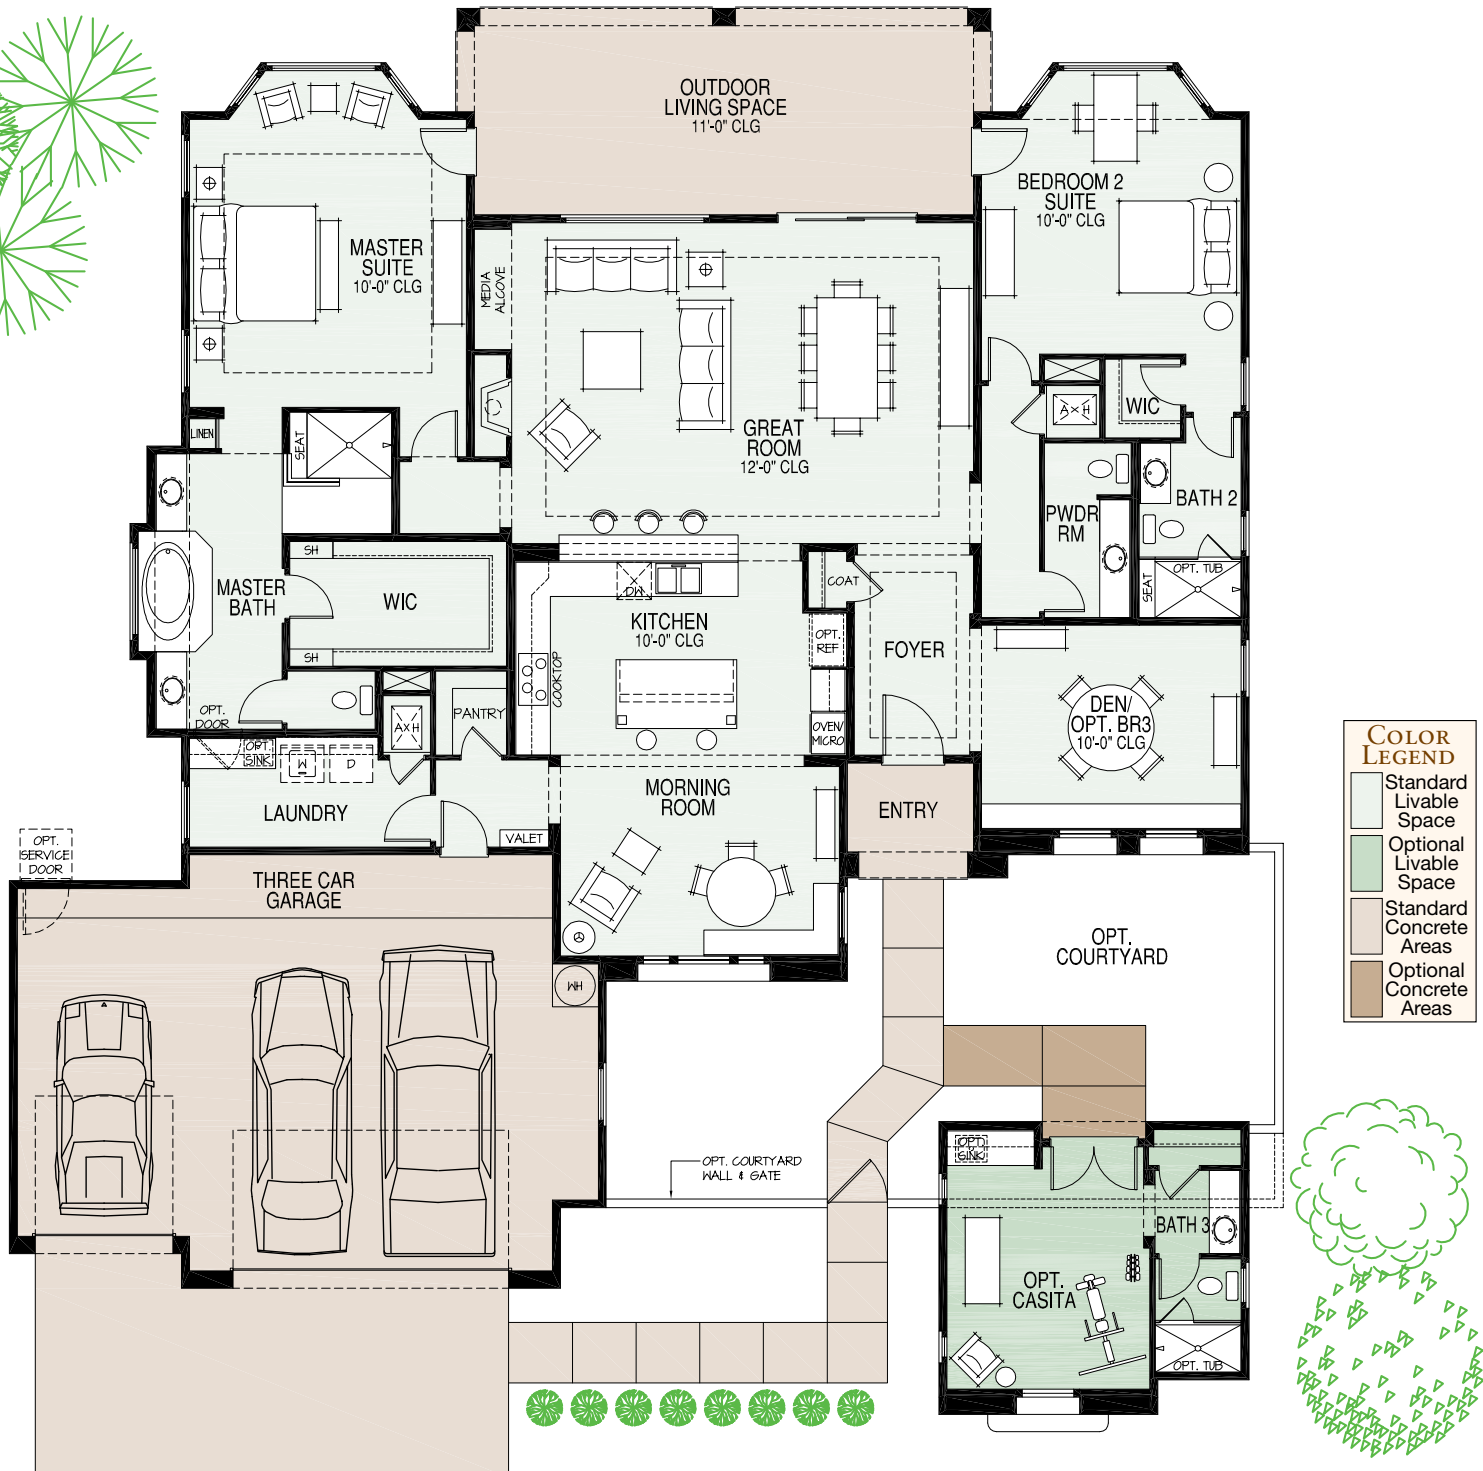 OUTDOOR
LIVING SPACE
11'-0" CLG
MASTER
SUITE
10'-0" CLG
BEDROOM 2
SUITE
10'-0" CLG
MEDIA
ALCOVE
GREAT
ROOM
12'-0" CLG
LINEN
SEAT
A×H
WIC
PWDR
RM
BATH 2
OPT. TUB
SEAT
MASTER
BATH
SH
WIC
SH
KITCHEN
10'-0" CLG
DW
COOKTOP
COAT
OPT.
REF
OVEN/
MICRO
FOYER
DEN/
OPT. BR3
10'-0" CLG
OPT.
DOOR
PANTRY
A×H
OPT.
SINK
W
D
LAUNDRY
VALET
MORNING
ROOM
ENTRY
OPT.
SERVICE
DOOR
THREE CAR
GARAGE
WH
OPT.
COURTYARD
OPT. COURTYARD
WALL & GATE
OPT.
SINK
BATH 3
OPT.
CASITA
OPT. TUB
COLOR
LEGEND
Standard
Livable
Space
Optional
Livable
Space
Standard
Concrete
Areas
Optional
Concrete
Areas